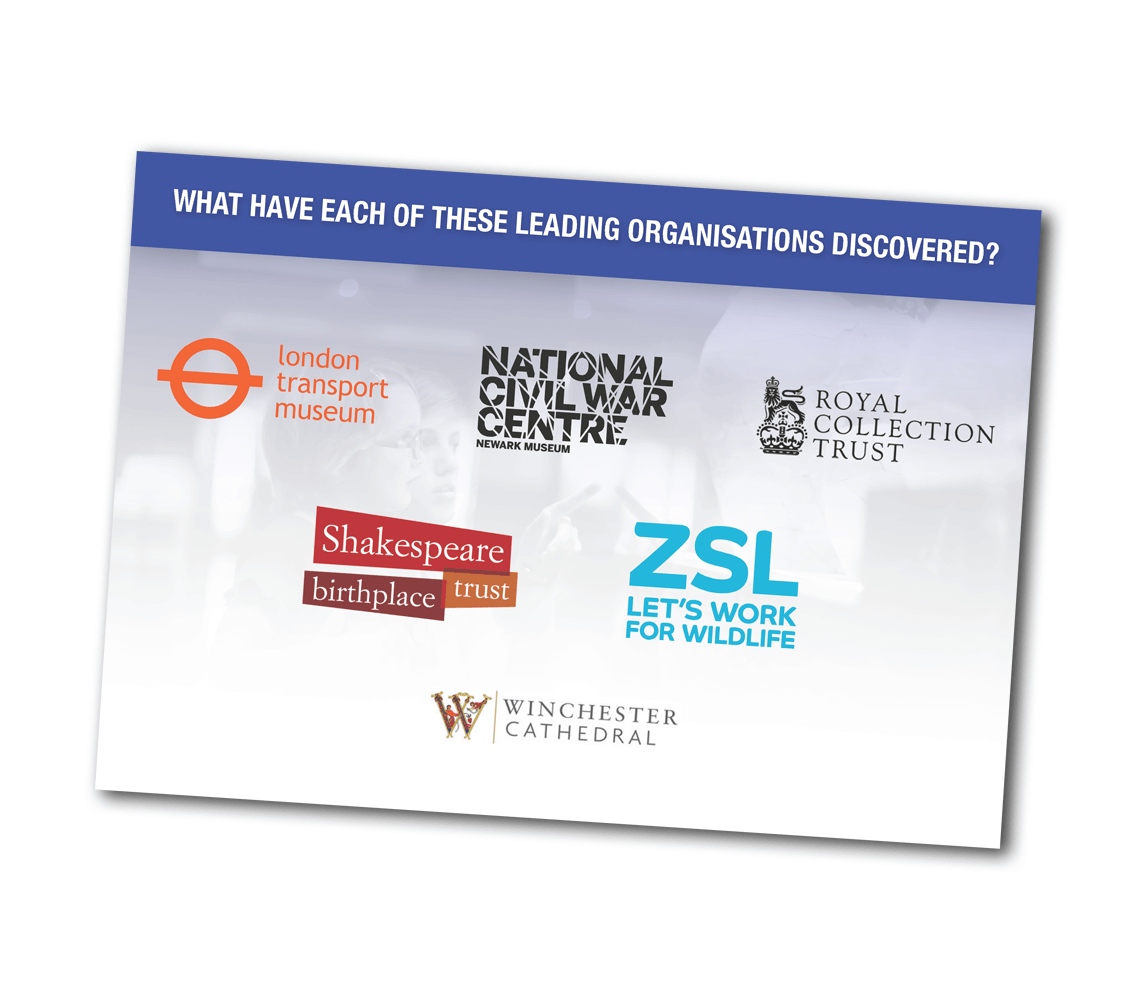 WHAT HAVE EACH OF THESE LEADING ORGANISATIONS DISCOVERED?
london
transport
museum
NATIONAL
CIVIL WAR
CENTRE
NEWARK MUSEUM
ROYAL
COLLECTION
TRUST
Shakespeare
birthplace trust
ZSL
LET'S WORK
FOR WILDLIFE
W WINCHESTER
CATHEDRAL